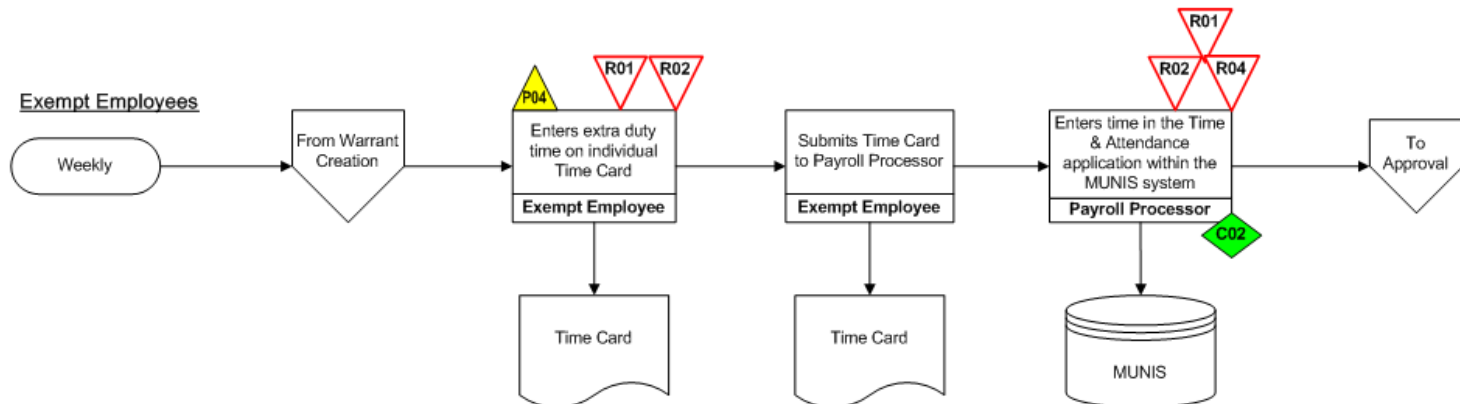 R01
R01
R02
R02
R04
P04
Exempt Employees
Weekly
From Warrant
Creation
Enters extra duty
time on individual
Time Card
Exempt Employee
Submits Time Card
to Payroll Processor
Exempt Employee
Enters time in the Time
& Attendance
application within the
MUNIS system
Payroll Processor
C02
To
Approval
Time Card
Time Card
MUNIS